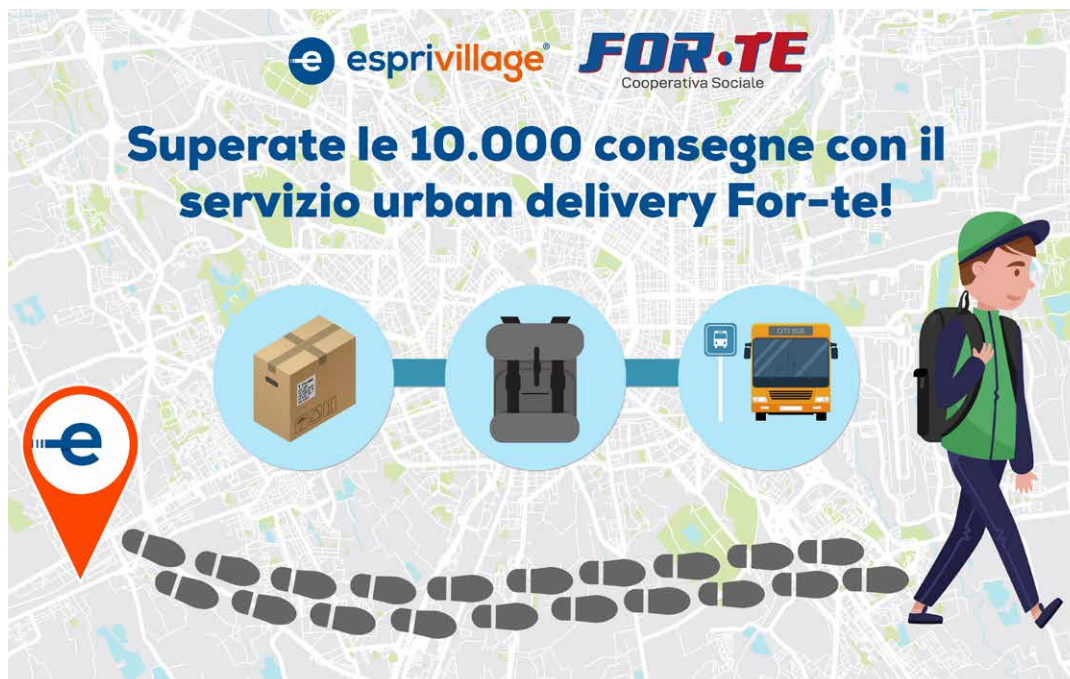 esprivillage®
FOR•TE
Cooperativa Sociale
Superate le 10.000 consegne con il
servizio urban delivery For-te!
CITY BUS
e